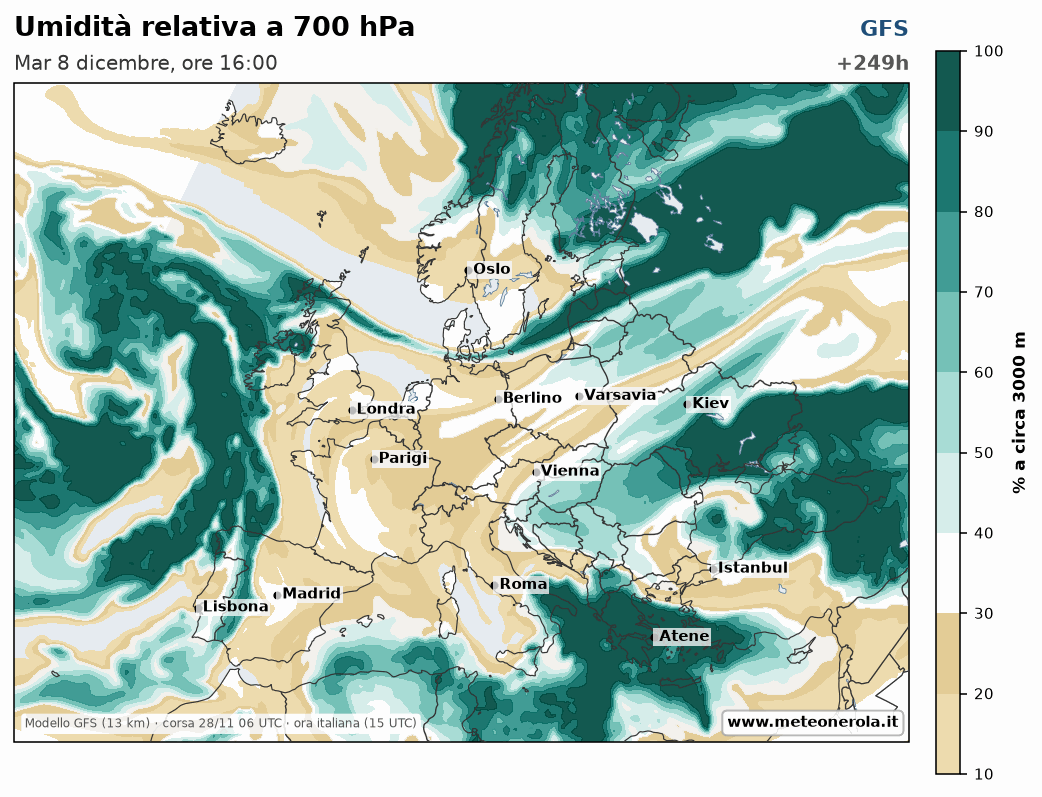 Umidità relativa a 700 hPa
GFS
Mar 8 dicembre, ore 16:00
+249h
Oslo
Berlino
Varsavia
Kiev
Londra
Parigi
Vienna
Istanbul
Roma
Madrid
Lisbona
Atene
Modello GFS (13 km) · corsa 28/11 06 UTC · ora italiana (15 UTC)
www.meteonerola.it
100
90
80
70
60
50
40
30
20
10
% a circa 3000 m